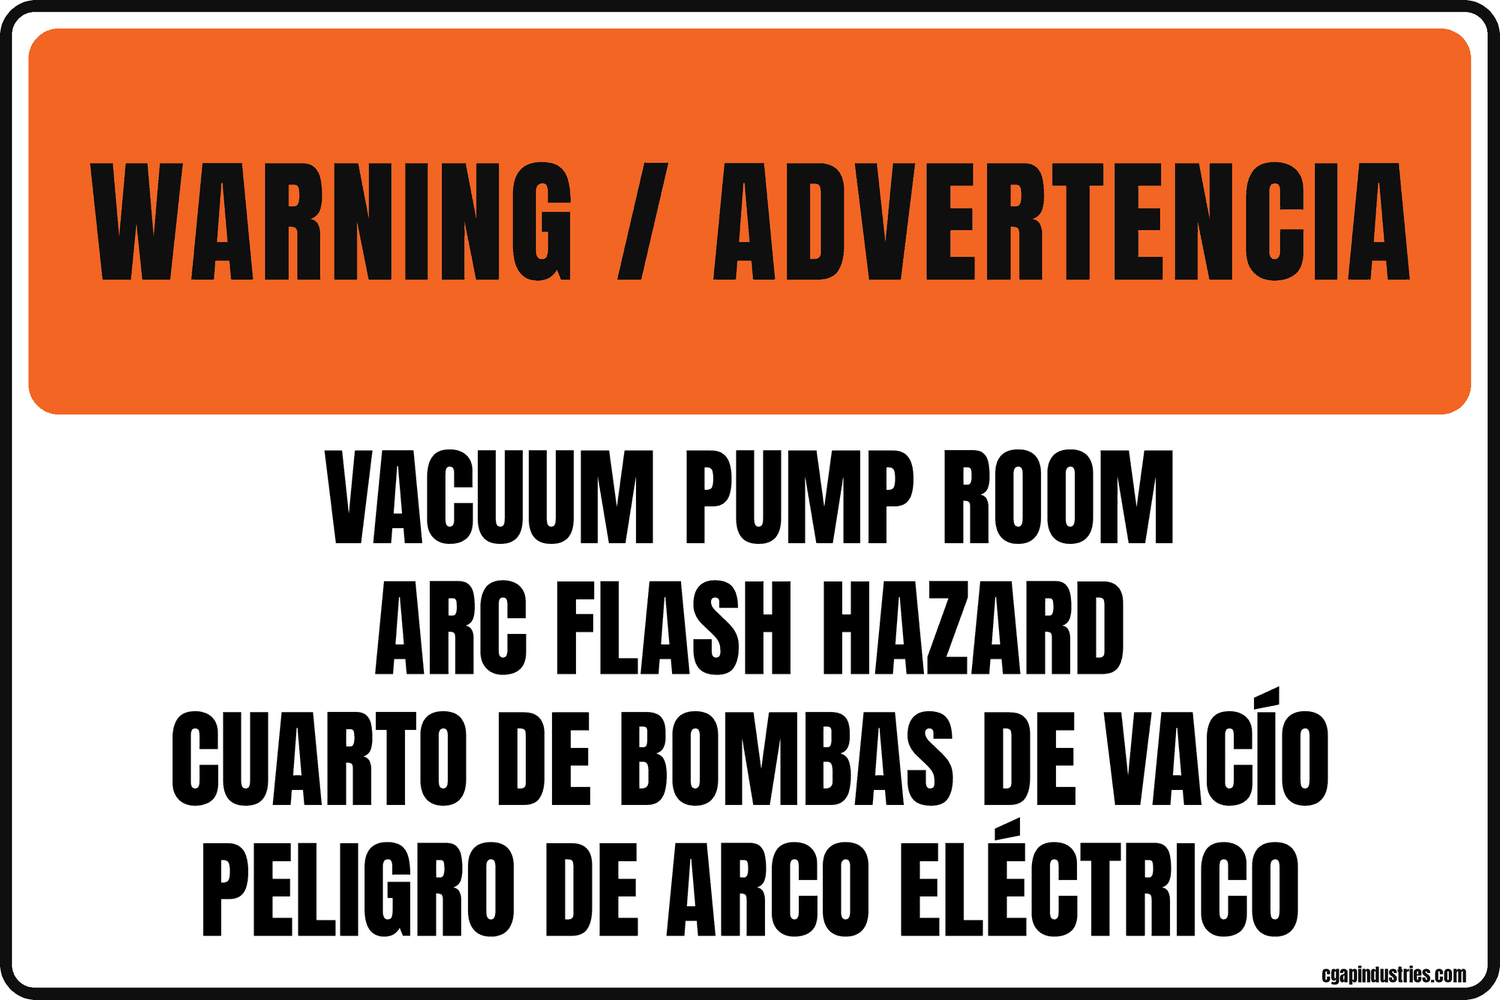 WARNING / ADVERTENCIA
VACUUM PUMP ROOM
ARC FLASH HAZARD
CUARTO DE BOMBAS DE VACÍO
PELIGRO DE ARCO ELÉCTRICO
cgapindustries.com